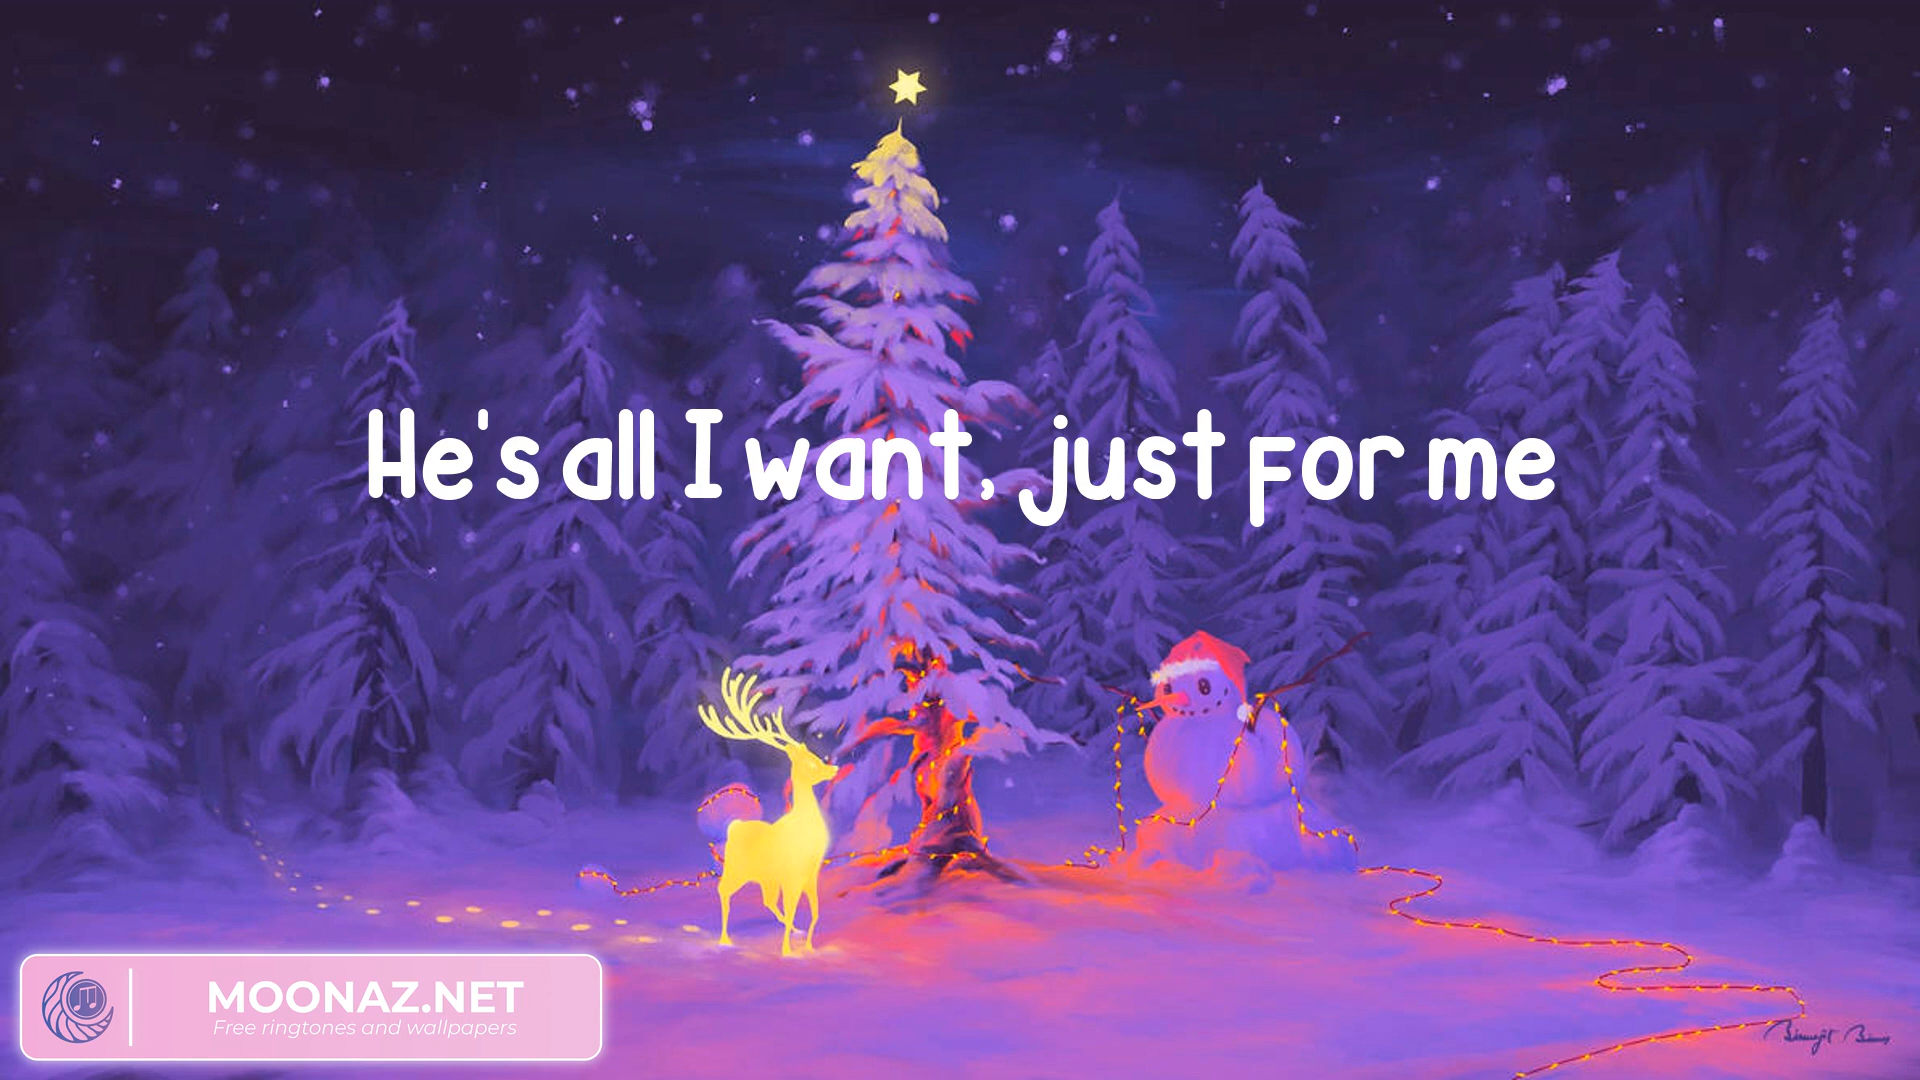 He's all I want, just for me
MOONAZ.NET
Free ringtones and wallpapers